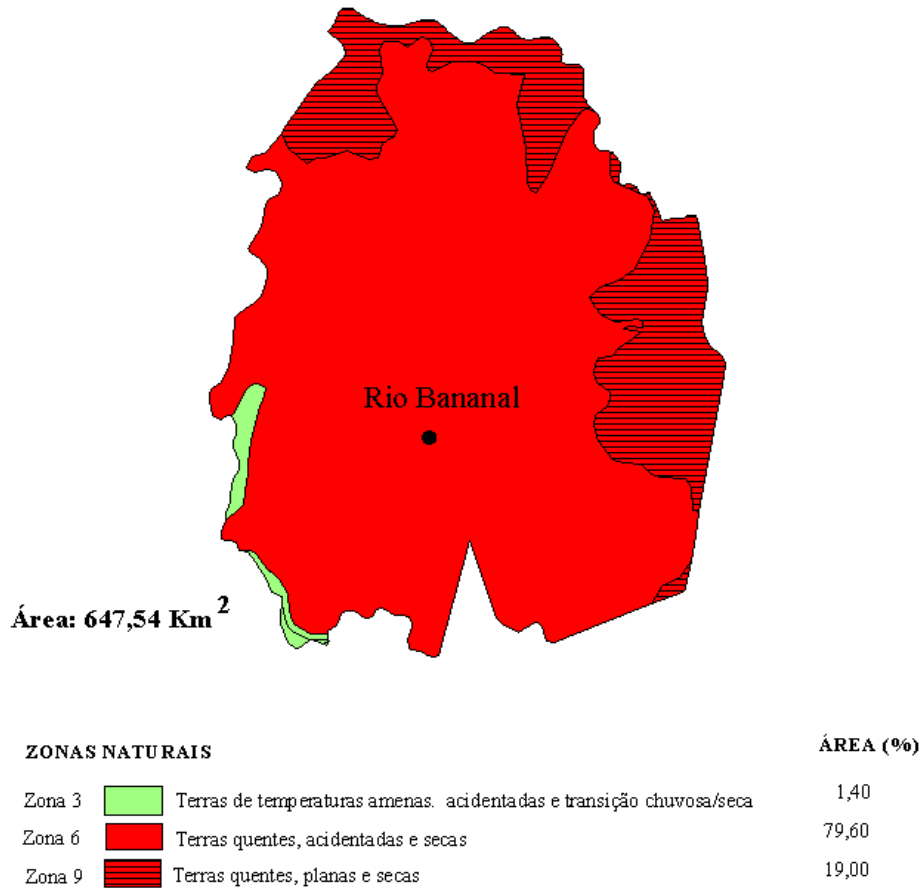 Rio Bananal
Área: 647,54 Km²
ZONAS NATURAIS ÁREA (%)
Zona 3 Terras de temperaturas amenas. acidentadas e transição chuvosa/seca 1,40
Zona 6 Terras quentes, acidentadas e secas 79,60
Zona 9 Terras quentes, planas e secas 19,00